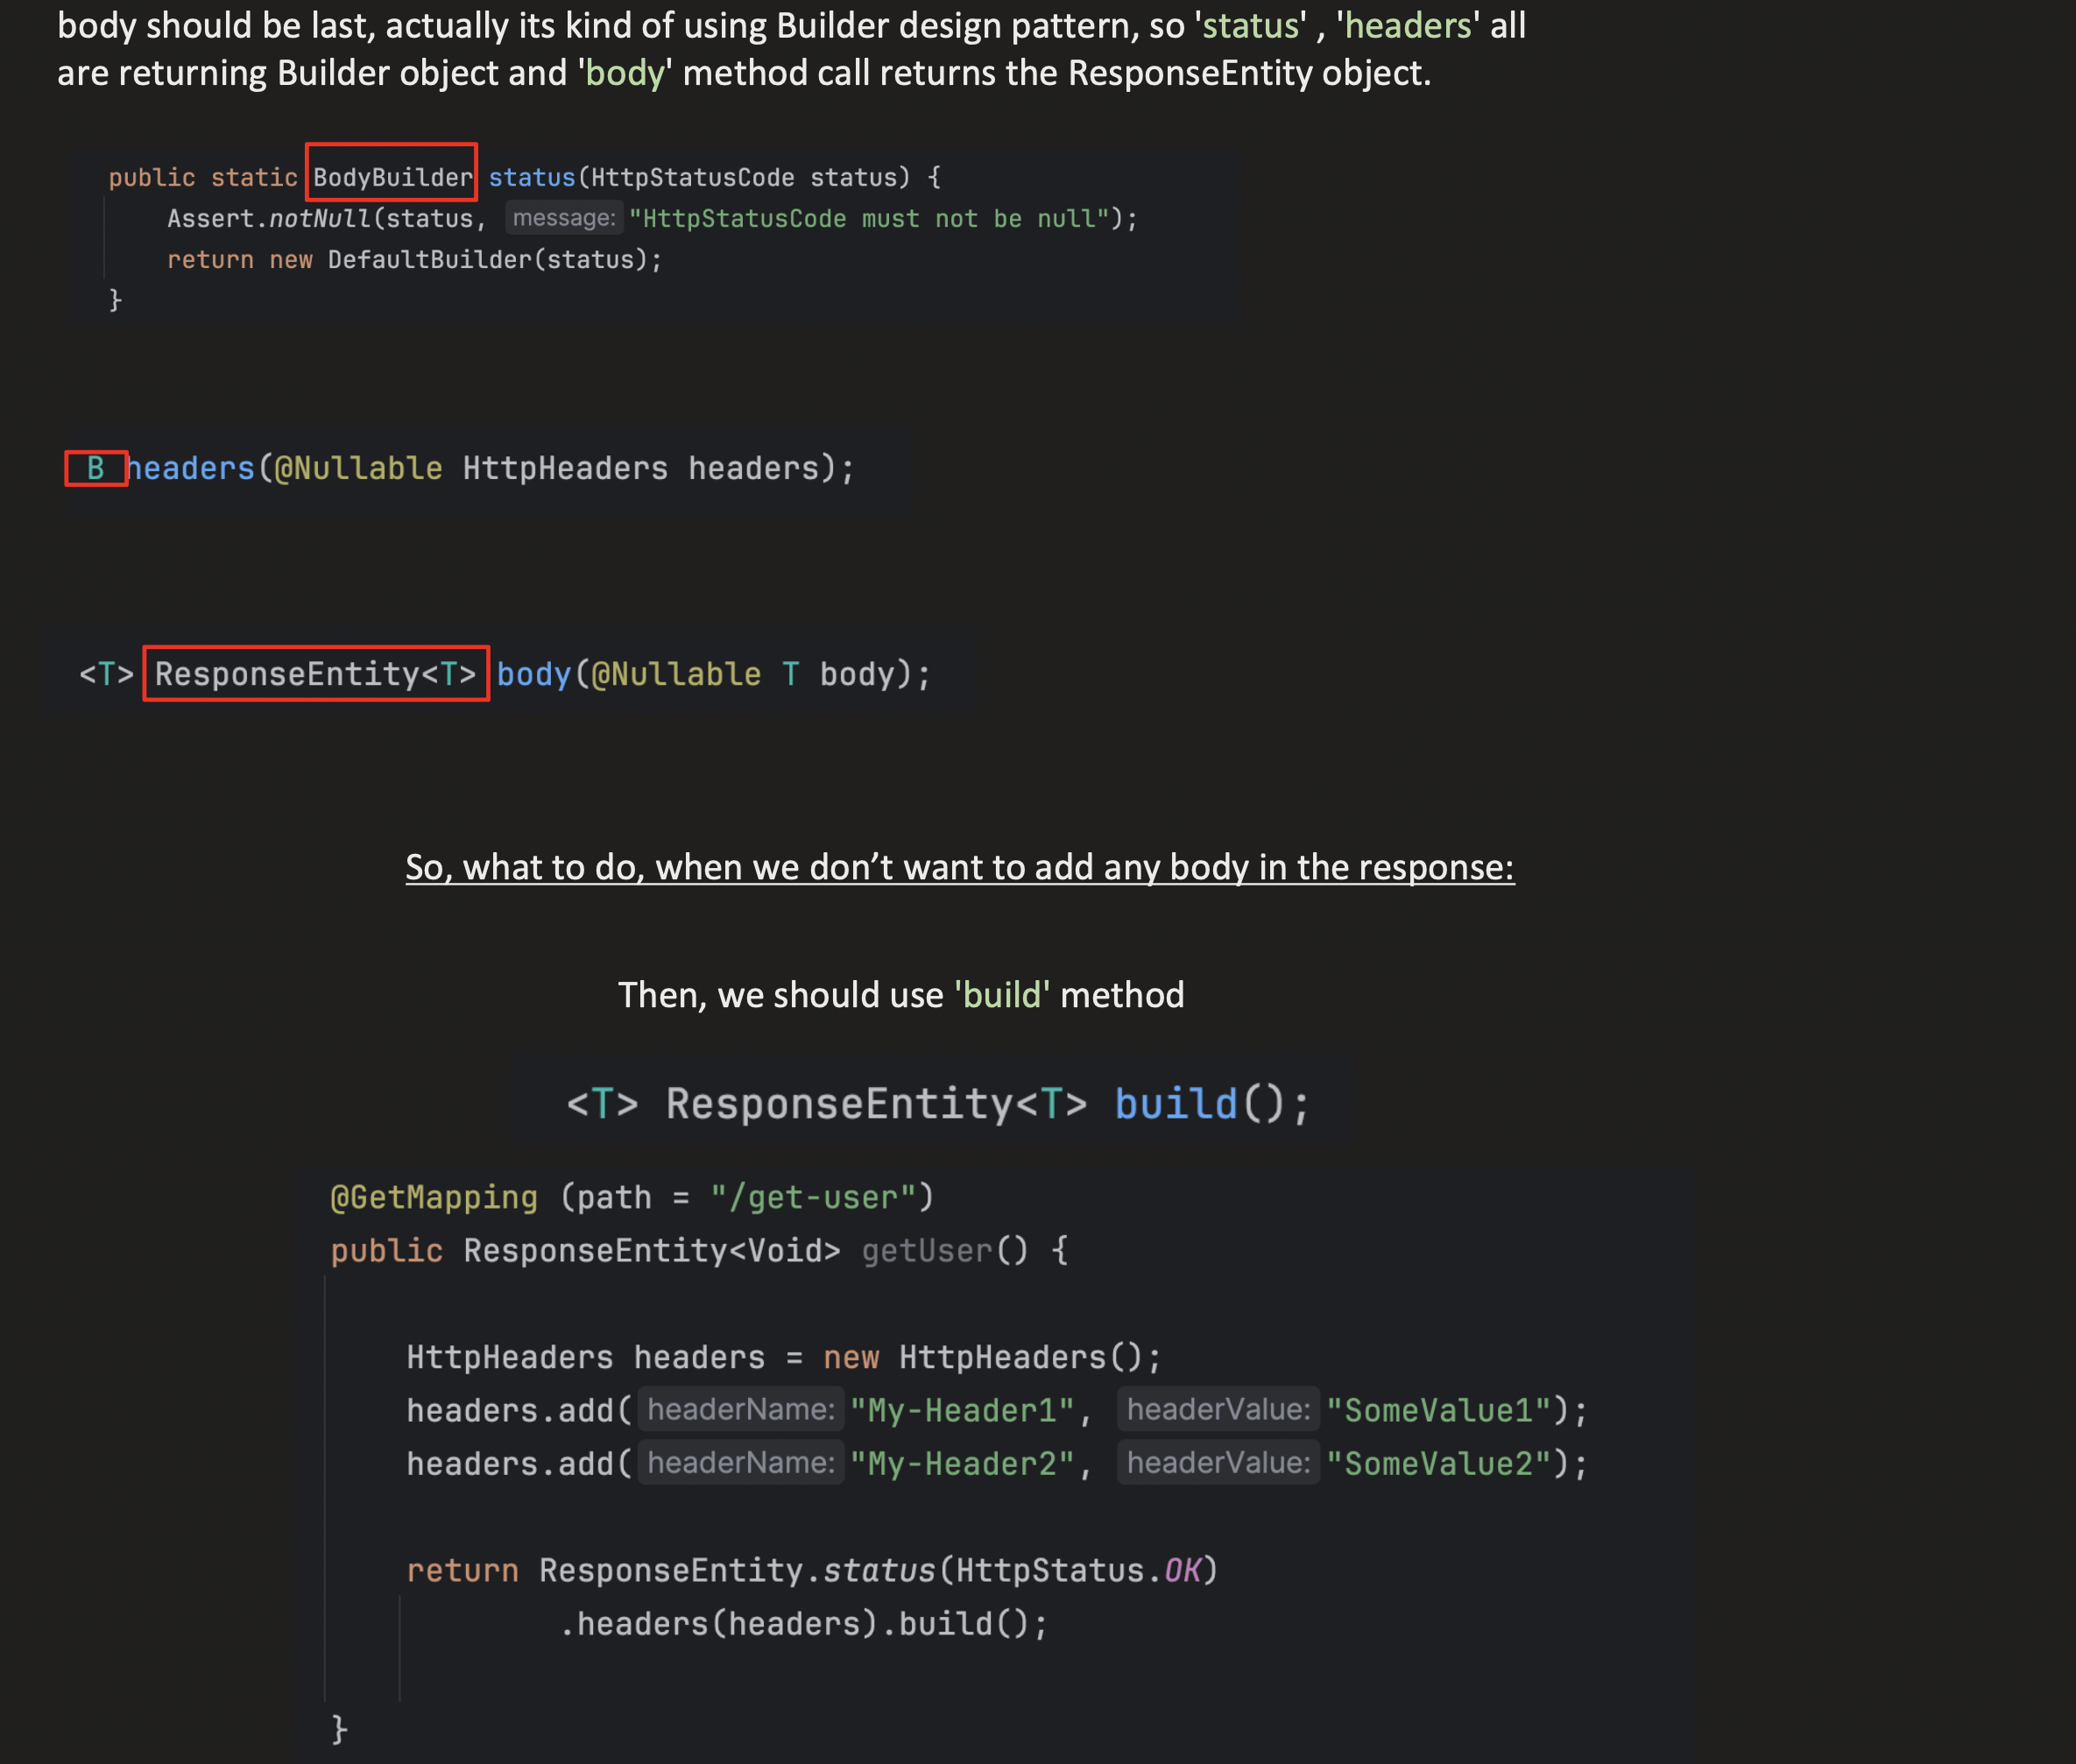 body should be last, actually its kind of using Builder design pattern, so 'status' , 'headers' all
are returning Builder object and 'body' method call returns the ResponseEntity object.
public static BodyBuilder status(HttpStatusCode status) {
Assert.notNull(status, message: "HttpStatusCode must not be null");
return new DefaultBuilder(status);
}
B headers(@Nullable HttpHeaders headers);
<T> ResponseEntity<T> body(@Nullable T body);
So, what to do, when we don’t want to add any body in the response:
Then, we should use 'build' method
<T> ResponseEntity<T> build();
@GetMapping (path = "/get-user")
public ResponseEntity<Void> getUser() {
HttpHeaders headers = new HttpHeaders();
headers.add( headerName: "My-Header1", headerValue: "SomeValue1");
headers.add( headerName: "My-Header2", headerValue: "SomeValue2");
return ResponseEntity.status(HttpStatus.OK)
.headers(headers).build();
}